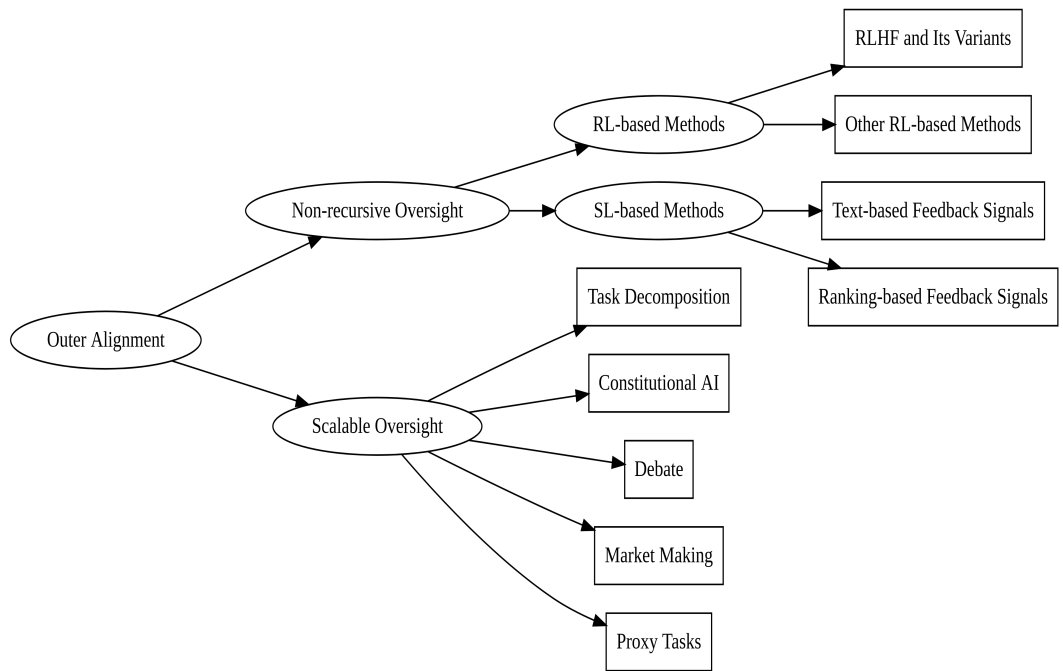 RLHF and Its Variants
RL-based Methods
Other RL-based Methods
Non-recursive Oversight
SL-based Methods
Text-based Feedback Signals
Task Decomposition
Ranking-based Feedback Signals
Outer Alignment
Constitutional AI
Scalable Oversight
Debate
Market Making
Proxy Tasks